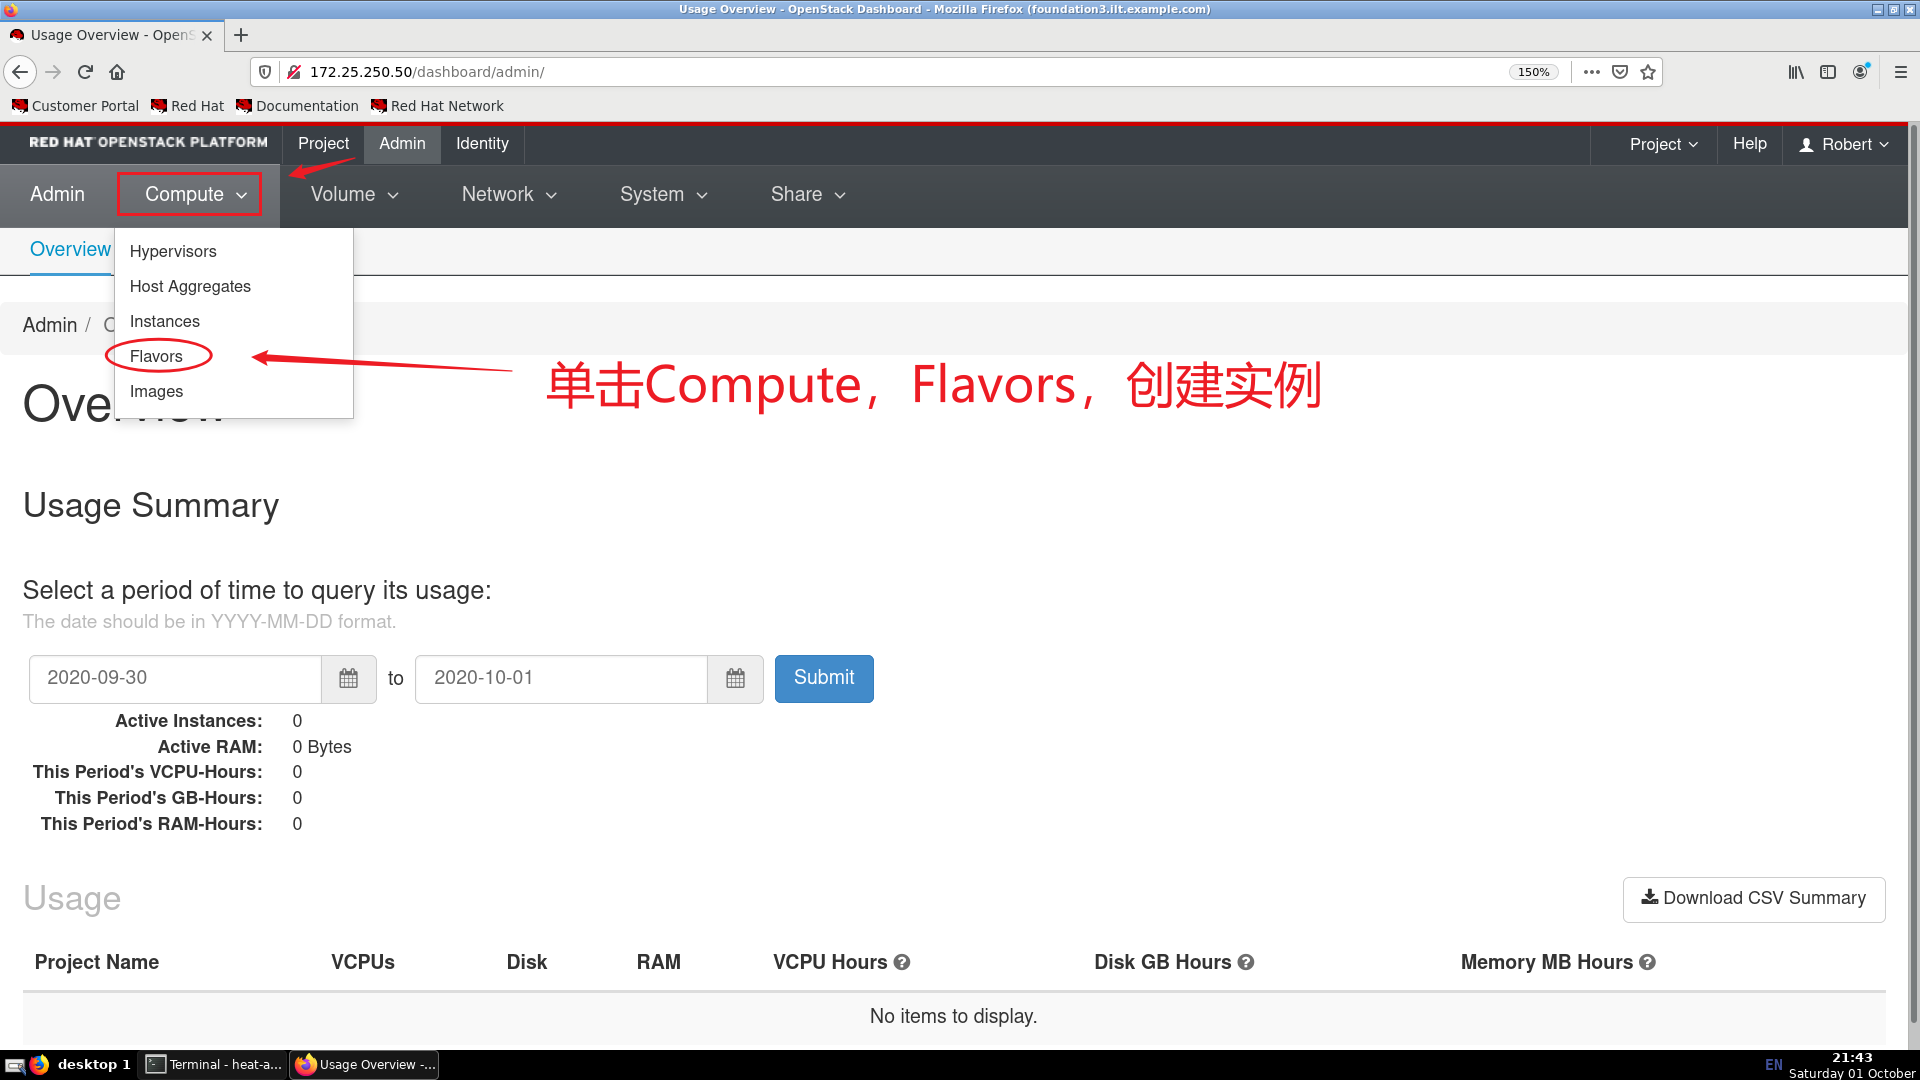 Usage Overview - OpenStack Dashboard - Mozilla Firefox (foundation3.ilt.example.com)
Usage Overview - OpenS
172.25.250.50/dashboard/admin/
150%
Customer Portal Red Hat Documentation Red Hat Network
RED HAT OPENSTACK PLATFORM Project Admin Identity Project Help Robert
Admin Compute Volume Network System Share
Overview
Hypervisors
Host Aggregates
Instances
Flavors
Images
Admin /
单击Compute，Flavors，创建实例
Usage Summary
Select a period of time to query its usage:
The date should be in YYYY-MM-DD format.
2020-09-30 to 2020-10-01 Submit
Active Instances: 0
Active RAM: 0 Bytes
This Period's VCPU-Hours: 0
This Period's GB-Hours: 0
This Period's RAM-Hours: 0
Usage
Download CSV Summary
Project Name VCPUs Disk RAM VCPU Hours Disk GB Hours Memory MB Hours
No items to display.
desktop 1 Terminal - heat-a... Usage Overview -... EN 21:43
Saturday 01 October